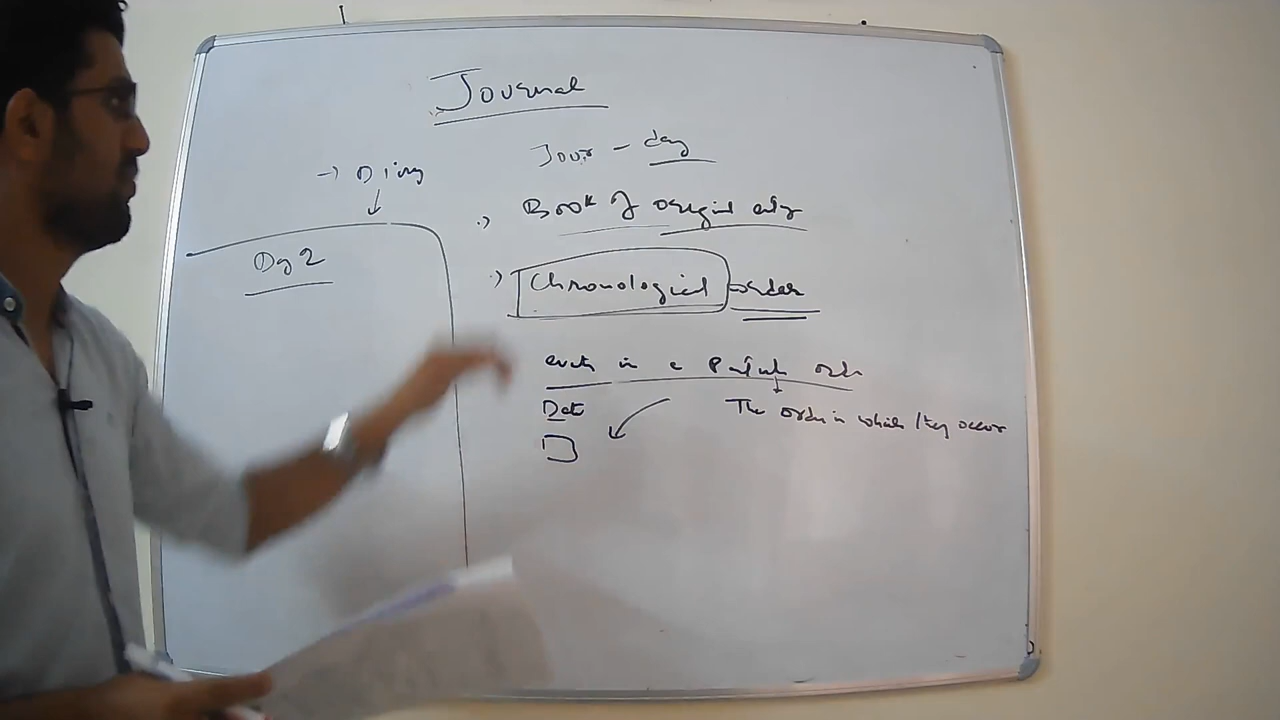 Journal
Jour - day
→ Diary
Day 2
Book of original entry
Chronological order
events in a Particular order
Date
The order in which they occur